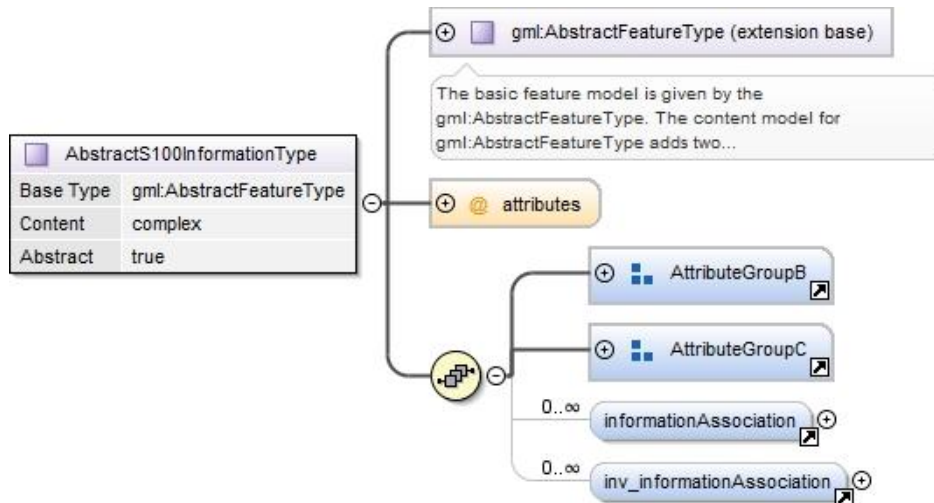 gml:AbstractFeatureType (extension base)
The basic feature model is given by the
gml:AbstractFeatureType. The content model for
gml:AbstractFeatureType adds two...
AbstractS100InformationType
Base Type gml:AbstractFeatureType
Content complex
Abstract true
@ attributes
AttributeGroupB
AttributeGroupC
0..∞
informationAssociation
0..∞
inv_informationAssociation